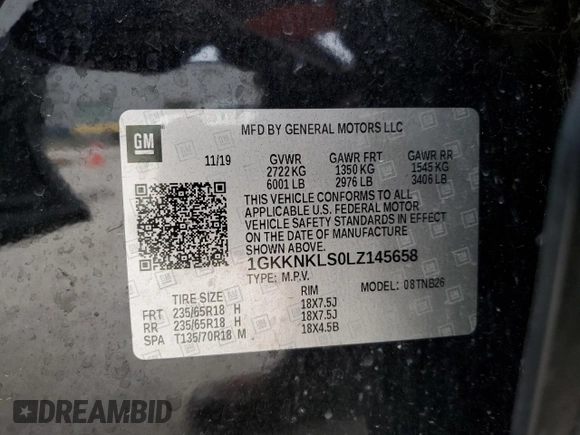 GM
MFD BY GENERAL MOTORS LLC
11/19 GVWR GAWR FRT GAWR RR
2722 KG 1350 KG 1545 KG
6001 LB 2976 LB 3406 LB
THIS VEHICLE CONFORMS TO ALL
APPLICABLE U.S. FEDERAL MOTOR
VEHICLE SAFETY STANDARDS IN EFFECT
ON THE DATE OF MANUFACTURE
SHOWN ABOVE.
1GKKNKLS0LZ145658
TYPE: M.P.V. MODEL: 08TNB26
TIRE SIZE RIM
FRT 235/65R18 H 18X7.5J
RR 235/65R18 H 18X7.5J
SPA T135/70R18 M 18X4.5B
DREAMBID